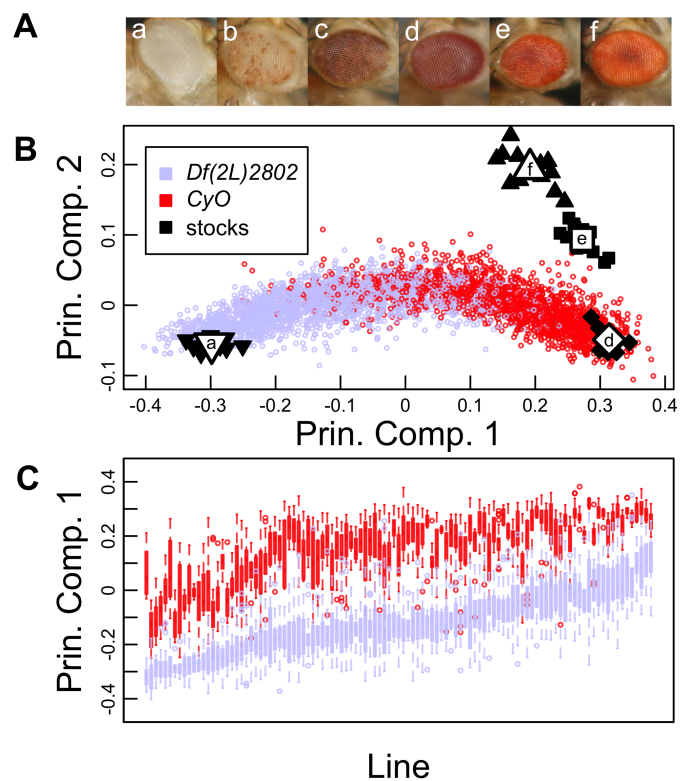 A
a b c d e f
B
Prin. Comp. 2
0.2
0.1
0
-0.1
Df(2L)2802
CyO
stocks
f
e
a
d
-0.4 -0.3 -0.2 -0.1 0 0.1 0.2 0.3 0.4
Prin. Comp. 1
C
Prin. Comp. 1
0.4
0.2
0
-0.2
-0.4
Line